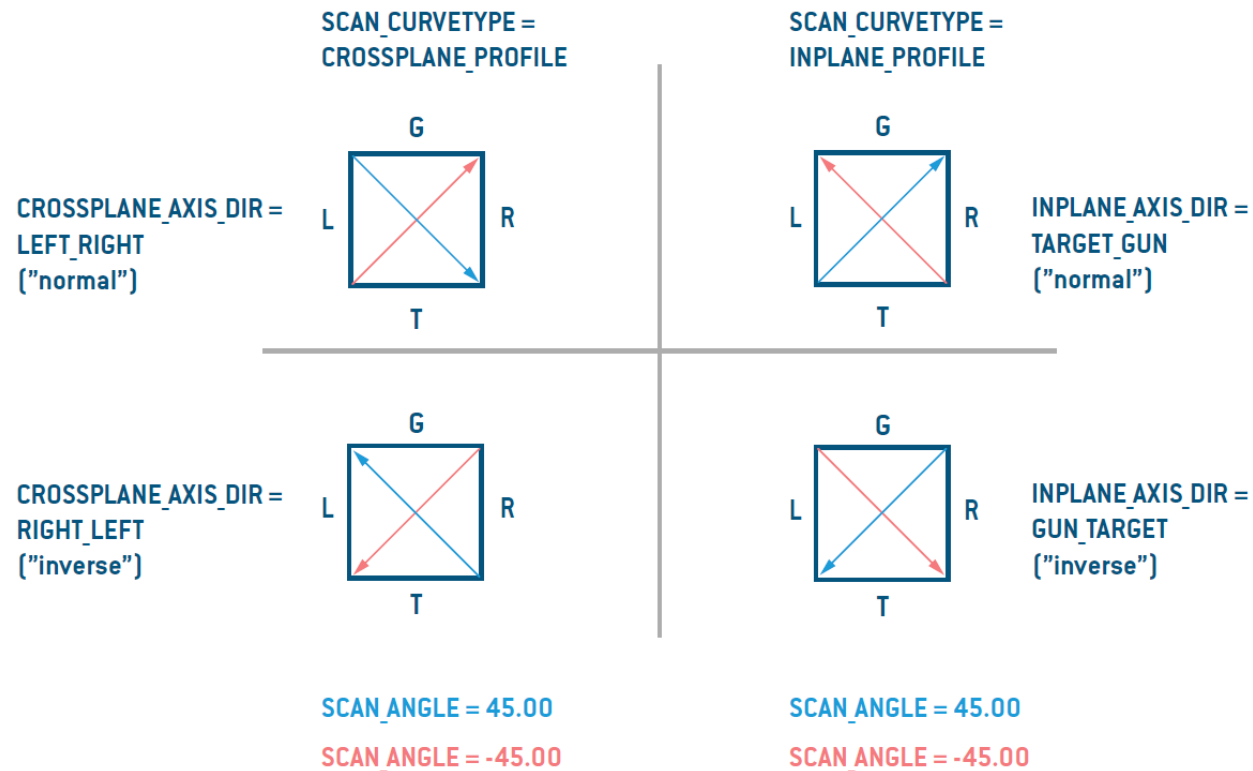 SCAN_CURVETYPE =
CROSSPLANE_PROFILE
SCAN_CURVETYPE =
INPLANE_PROFILE
CROSSPLANE_AXIS_DIR =
LEFT_RIGHT
("normal")
G
L
R
T
G
L
R
T
INPLANE_AXIS_DIR =
TARGET_GUN
("normal")
CROSSPLANE_AXIS_DIR =
RIGHT_LEFT
("inverse")
G
L
R
T
G
L
R
T
INPLANE_AXIS_DIR =
GUN_TARGET
("inverse")
SCAN_ANGLE = 45.00
SCAN_ANGLE = -45.00
SCAN_ANGLE = 45.00
SCAN_ANGLE = -45.00